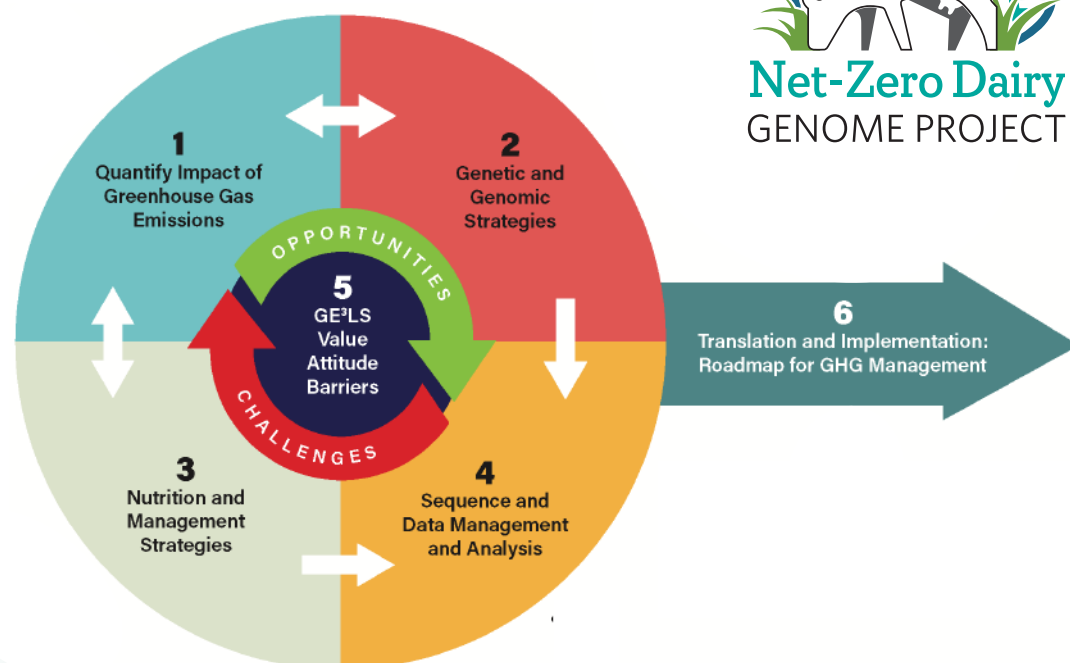 Net-Zero Dairy
GENOME PROJECT
1
Quantify Impact of
Greenhouse Gas
Emissions
2
Genetic and
Genomic
Strategies
OPPORTUNITIES
5
GE³LS
Value
Attitude
Barriers
CHALLENGES
3
Nutrition and
Management
Strategies
4
Sequence and
Data Management
and Analysis
6
Translation and Implementation:
Roadmap for GHG Management